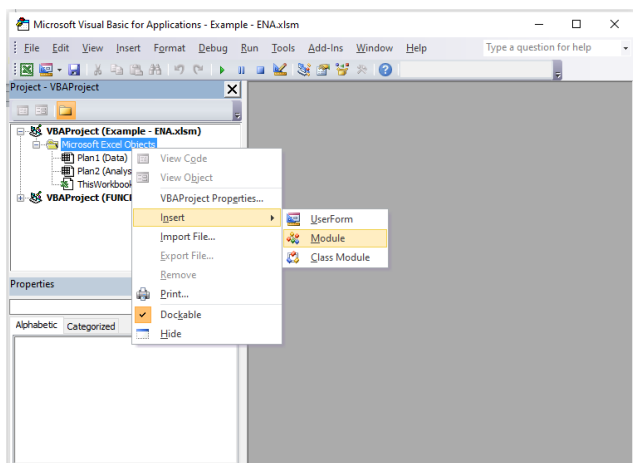 Microsoft Visual Basic for Applications - Example - ENA.xlsm
File Edit View Insert Format Debug Run Tools Add-Ins Window Help Type a question for help
Project - VBAProject
VBAProject (Example - ENA.xlsm)
Microsoft Excel Objects
Plan1 (Data)
Plan2 (Analys
ThisWorkbook
VBAProject (FUNCI
View Code
View Object
VBAProject Properties...
Insert
Import File...
Export File...
Remove
Print...
Dockable
Hide
UserForm
Module
Class Module
Properties
Alphabetic Categorized